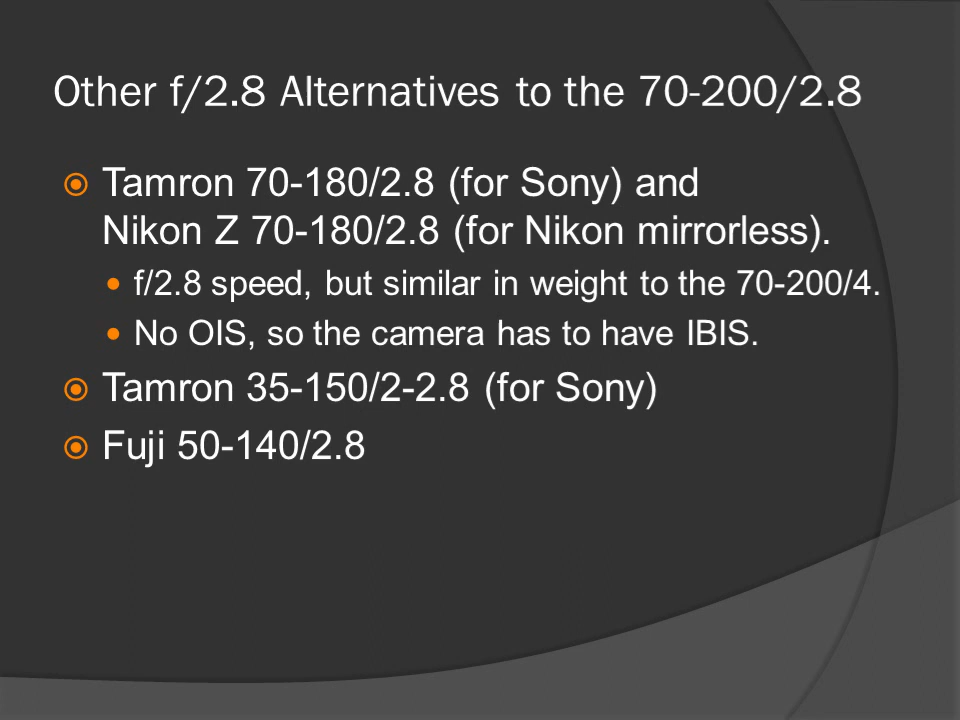 Other f/2.8 Alternatives to the 70-200/2.8
Tamron 70-180/2.8 (for Sony) and
Nikon Z 70-180/2.8 (for Nikon mirrorless).
f/2.8 speed, but similar in weight to the 70-200/4.
No OIS, so the camera has to have IBIS.
Tamron 35-150/2-2.8 (for Sony)
Fuji 50-140/2.8